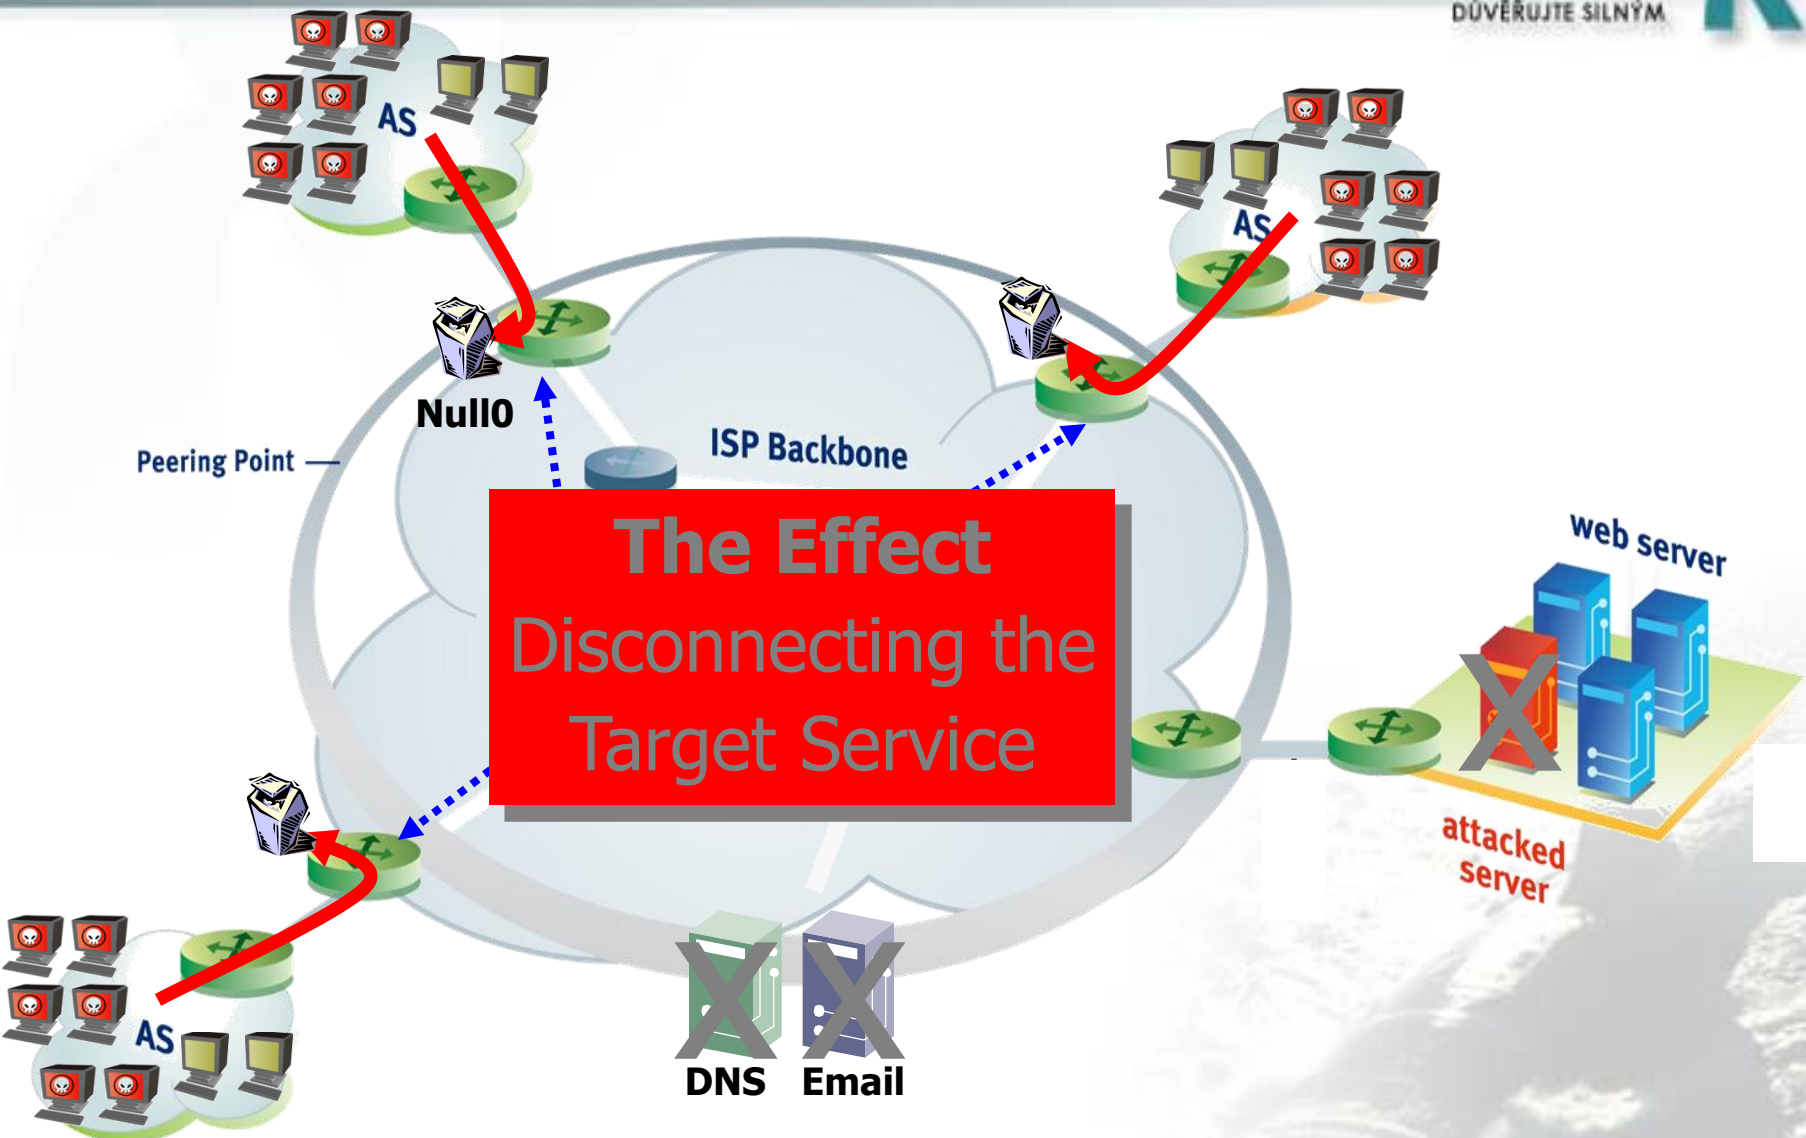 DŮVĚŘUJTE SILNÝM
AS
AS
Null0
Peering Point
ISP Backbone
The Effect
Disconnecting the
Target Service
web server
attacked
server
AS
X
X
X
DNS
Email